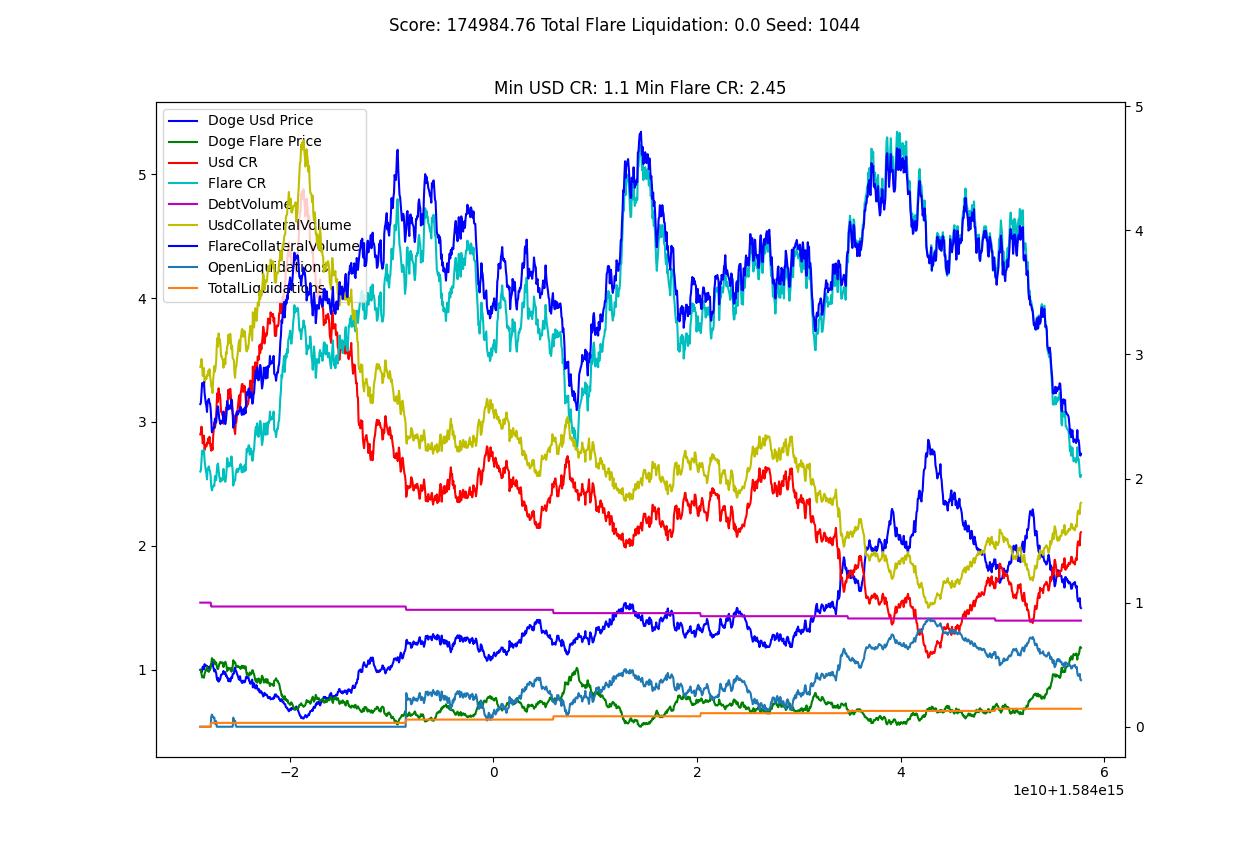 Score: 174984.76 Total Flare Liquidation: 0.0 Seed: 1044
Min USD CR: 1.1 Min Flare CR: 2.45
Doge Usd Price
Doge Flare Price
Usd CR
Flare CR
DebtVolume
UsdCollateralVolume
FlareCollateralVolume
OpenLiquidations
TotalLiquidations
5
4
3
2
1
5
4
3
2
1
0
−2
0
2
4
6
1e10+1.584e15